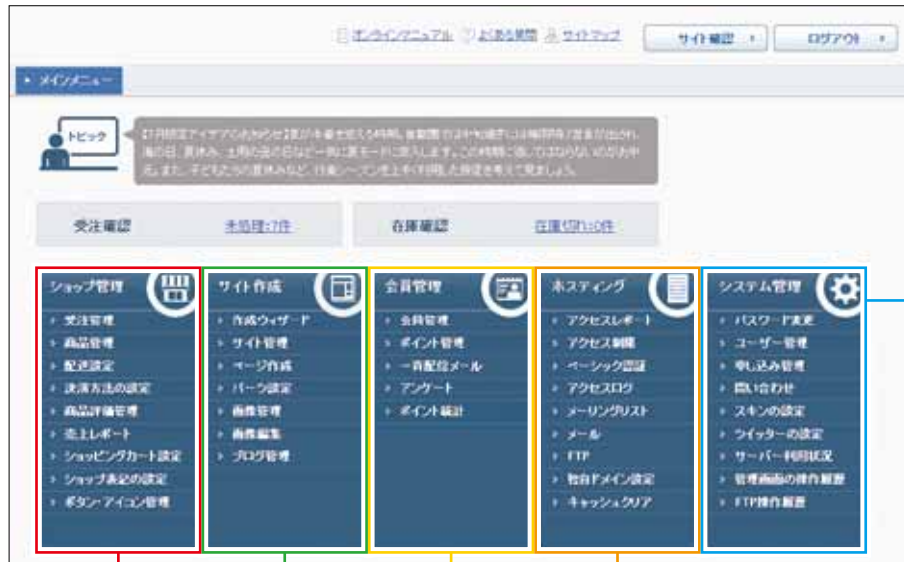 オンラインマニュアル よくある質問 サイトマップ サイト確認 ログアウト
メインメニュー
トピック
受注確認 未処理:7件 在庫確認 在庫切れ:0件
ショップ管理
受注管理
商品管理
配送設定
決済方法の設定
商品評価管理
売上レポート
ショッピングカート設定
ショップ表記の設定
ボタン・アイコン管理
サイト作成
作成ウィザード
サイト管理
ページ作成
パーツ設定
画像管理
画像編集
ブログ管理
会員管理
会員管理
ポイント管理
一斉配信メール
アンケート
ポイント統計
ホスティング
アクセスレポート
アクセス制限
ベーシック認証
アクセスログ
メーリングリスト
メール
FTP
独自ドメイン設定
キャッシュクリア
システム管理
パスワード変更
ユーザー管理
申し込み管理
問い合わせ
スキンの設定
ツイッターの設定
サーバー利用状況
管理画面の操作履歴
FTP操作履歴